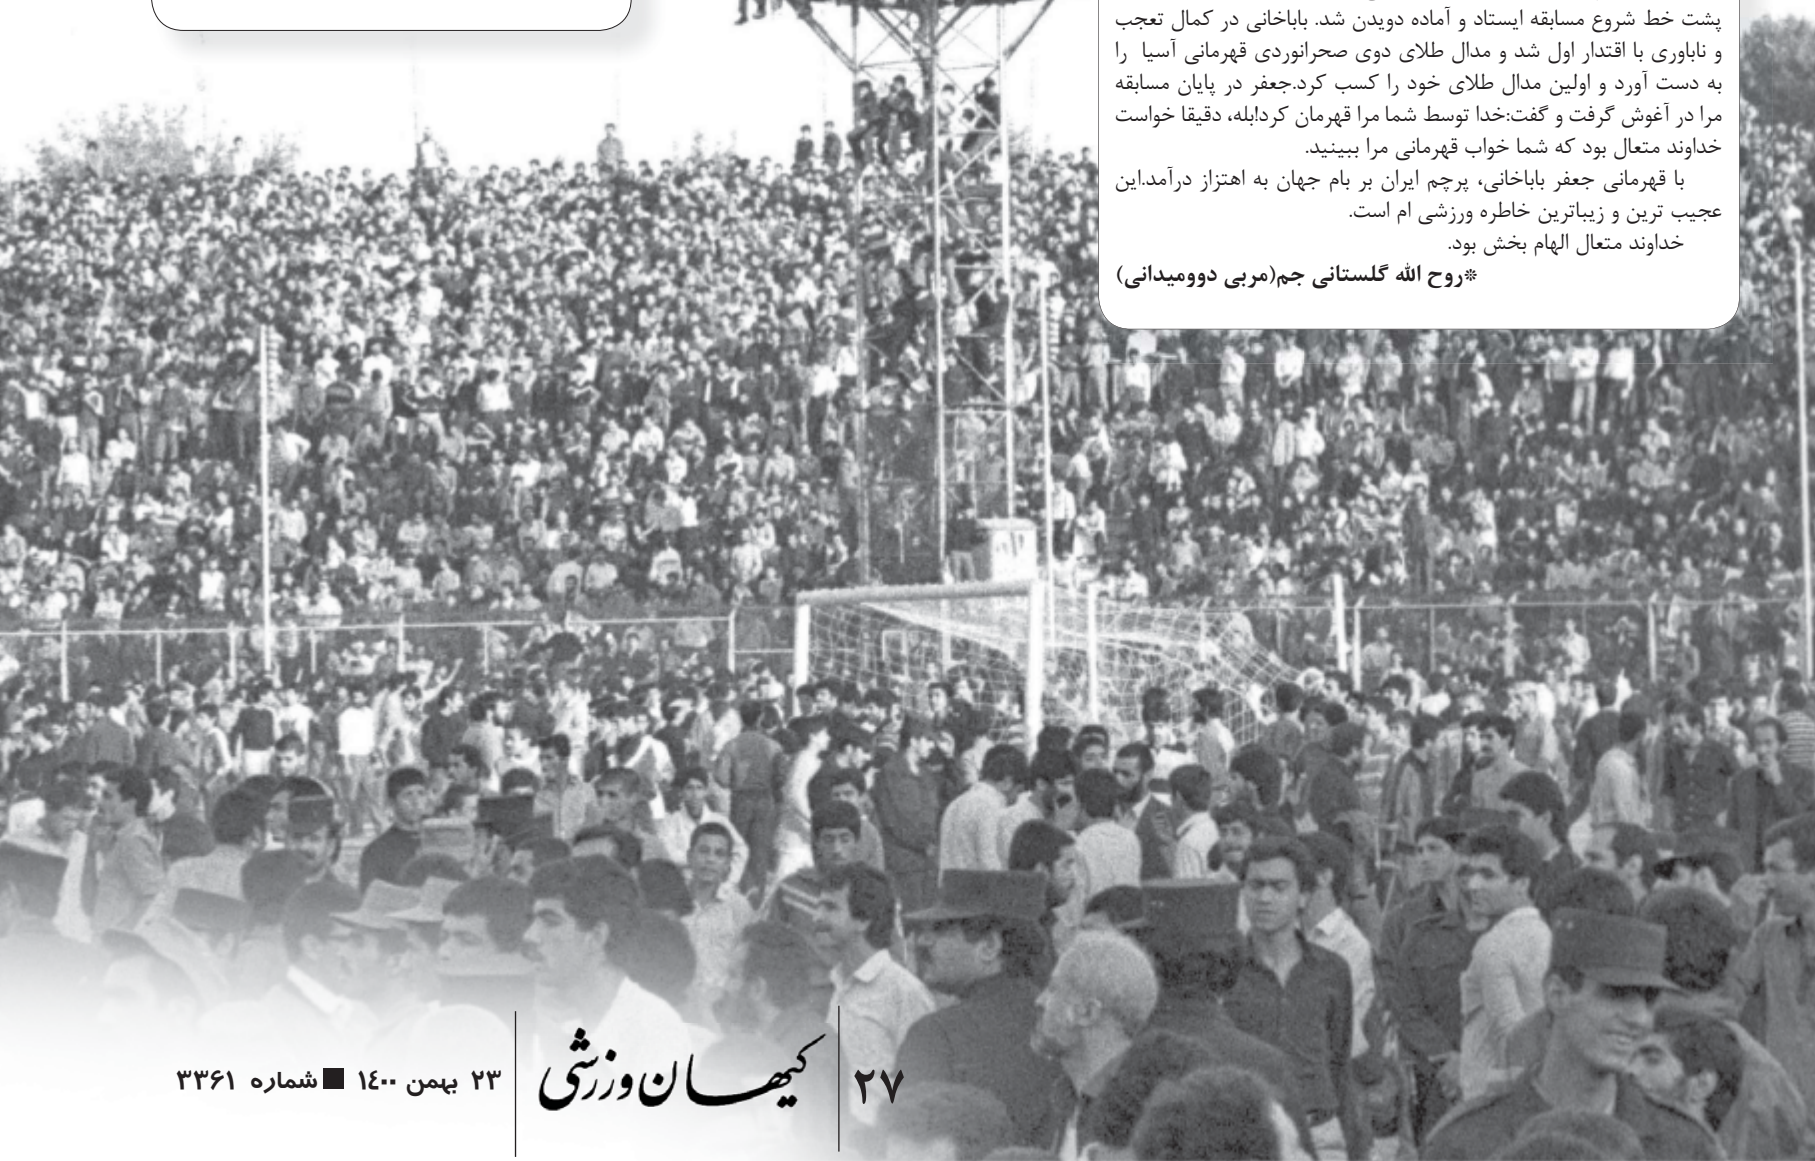 پشت خط شروع مسابقه ایستاد و آماده دویدن شد. باباخانی در کمال تعجب
و ناباوری با اقتدار اول شد و مدال طلای دوی صحرانوردی قهرمانی آسیا را
به دست آورد و اولین مدال طلای خود را کسب کرد.جعفر در پایان مسابقه
مرا در آغوش گرفت و گفت:خدا توسط شما مرا قهرمان کرد!بله، دقیقا خواست
خداوند متعال بود که شما خواب قهرمانی مرا ببینید.
با قهرمانی جعفر باباخانی، پرچم ایران بر بام جهان به اهتزاز درآمد.این
عجیب ترین و زیباترین خاطره ورزشی ام است.
خداوند متعال الهام بخش بود.
*روح الله گلستانی جم(مربی دوومیدانی)
۲۷
کیهان ورزشی
۲۳ بهمن ۱۴۰۰ ■ شماره ۳۳۶۱